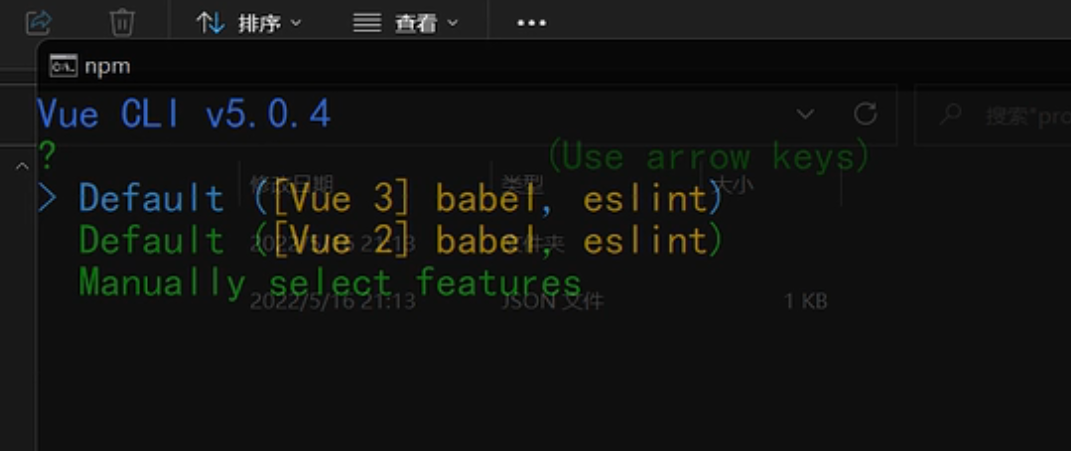 排序 查看
npm
Vue CLI v5.0.4
搜索"pro
? (Use arrow keys)
修改日期 类型 大小
> Default ([Vue 3] babel, eslint)
Default ([Vue 2] babel, eslint)
文件夹
Manually select features
2022/5/16 21:13 JSON 文件 1 KB